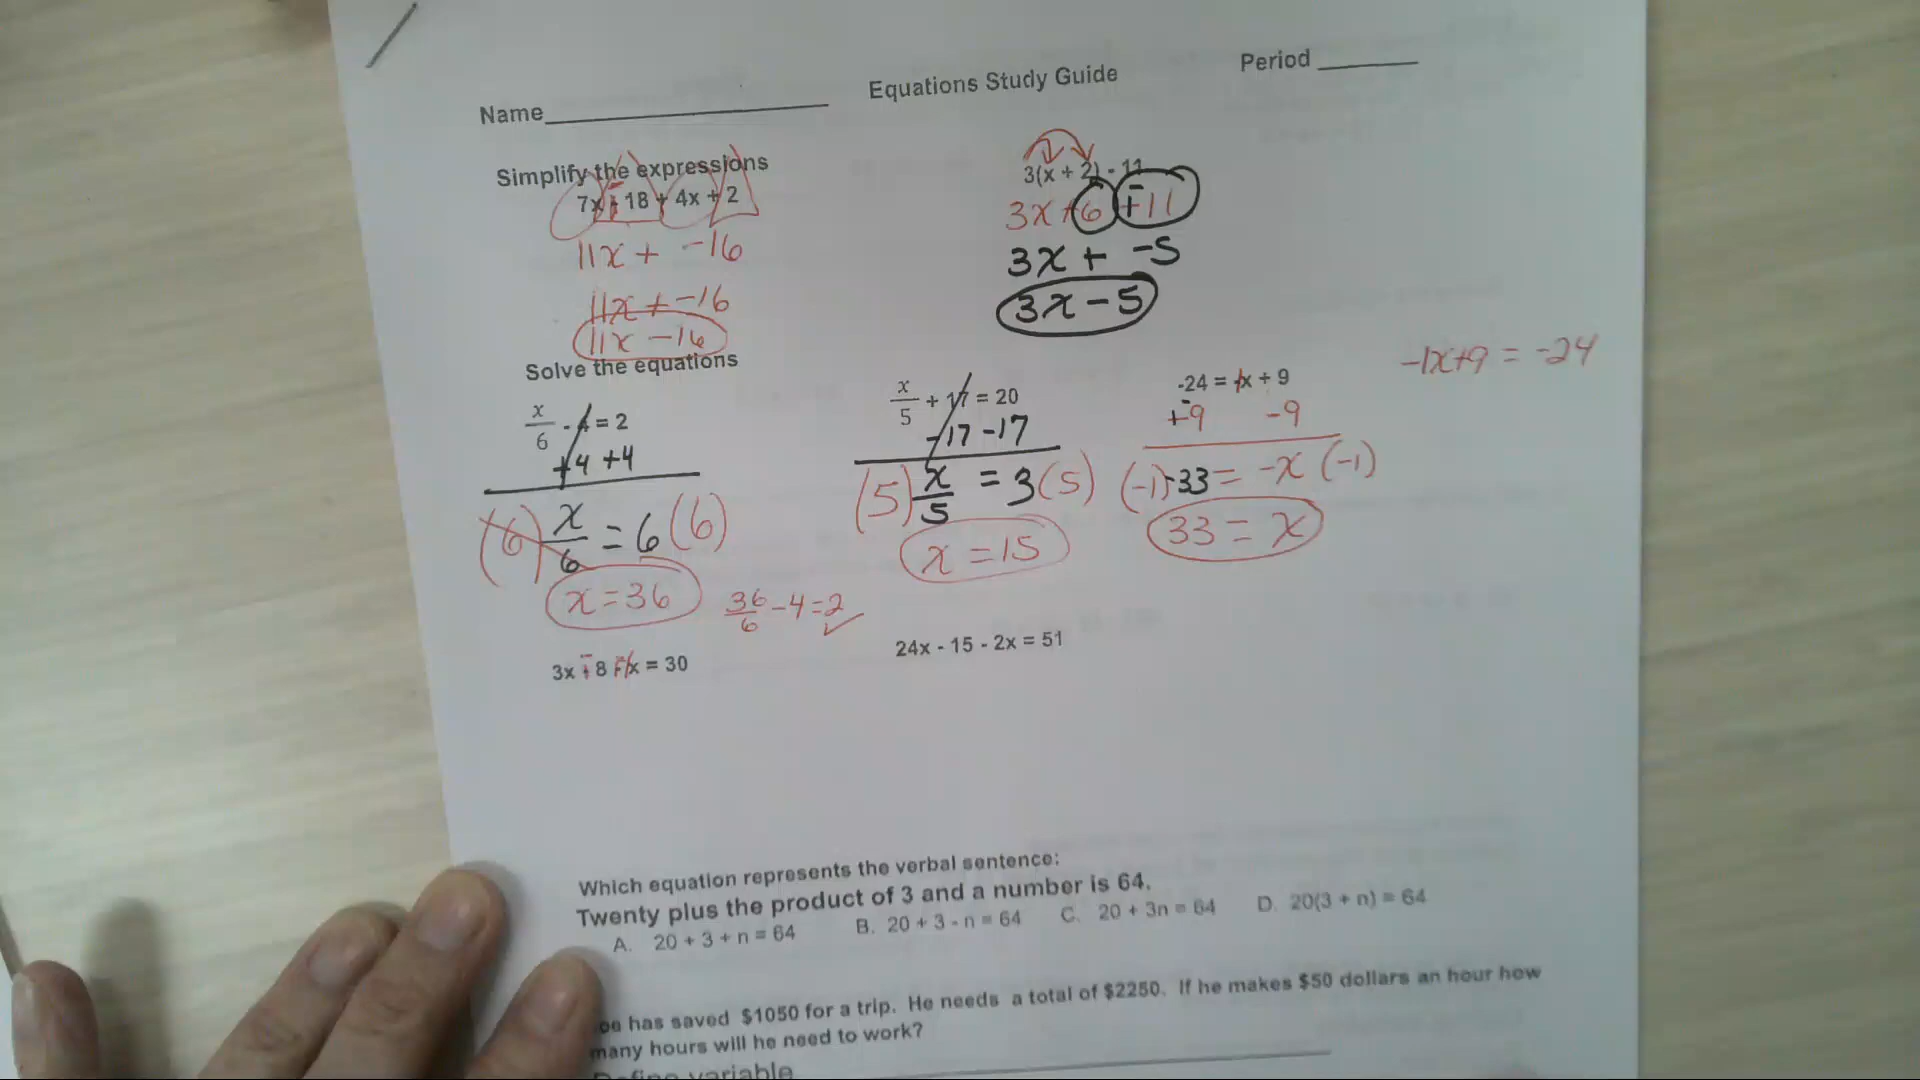 Name____________ Equations Study Guide Period ______
Simplify the expressions
7x - 18 + 4x + 2
11x + -16
11x + -16
11x - 16
3(x + 2) - 11
3x + 6 + -11
3x + -5
3x - 5
Solve the equations
x/6 - 4 = 2
+4 +4
(6) x/6 = 6 (6)
x = 36
36/6 - 4 = 2 ✓
x/5 + 17 = 20
-17 -17
(5) x/5 = 3 (5)
x = 15
-24 = -x + 9
+-9 -9
(-1) -33 = -x (-1)
33 = x
-1x+9 = -24
3x + -8 + x = 30
24x - 15 - 2x = 51
Which equation represents the verbal sentence:
Twenty plus the product of 3 and a number is 64.
A. 20 + 3 + n = 64 B. 20 + 3 - n = 64 C. 20 + 3n = 64 D. 20(3 + n) = 64
has saved $1050 for a trip. He needs a total of $2250. If he makes $50 dollars an hour how
many hours will he need to work?
Define variable